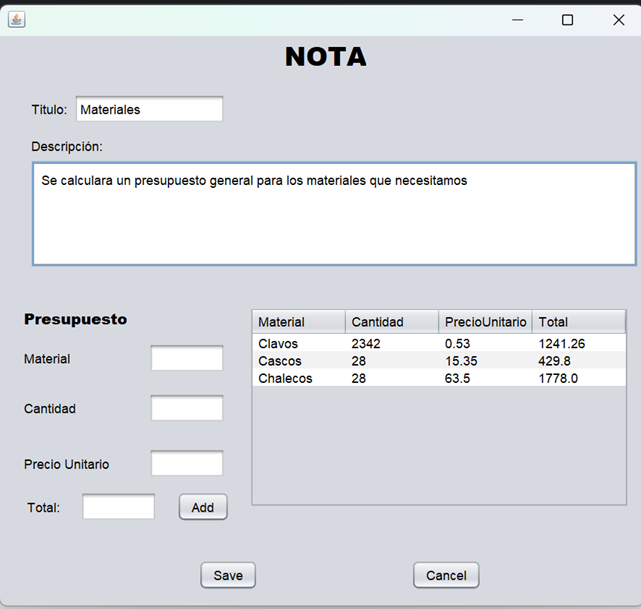 NOTA
Titulo: Materiales
Descripción:
Se calculara un presupuesto general para los materiales que necesitamos
Presupuesto
Material
Cantidad
Precio Unitario
Total: Add
Material Cantidad PrecioUnitario Total
Clavos 2342 0.53 1241.26
Cascos 28 15.35 429.8
Chalecos 28 63.5 1778.0
Save Cancel